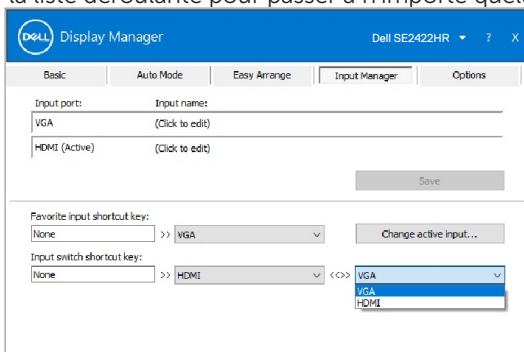 la liste déroulante pour passer à n'importe quel
DELL Display Manager Dell SE2422HR ? X
Basic Auto Mode Easy Arrange Input Manager Options
Input port: Input name:
VGA (Click to edit)
HDMI (Active) (Click to edit)
Save
Favorite input shortcut key:
None >> VGA Change active input...
Input switch shortcut key:
None >> HDMI <<>> VGA
VGA
HDMI